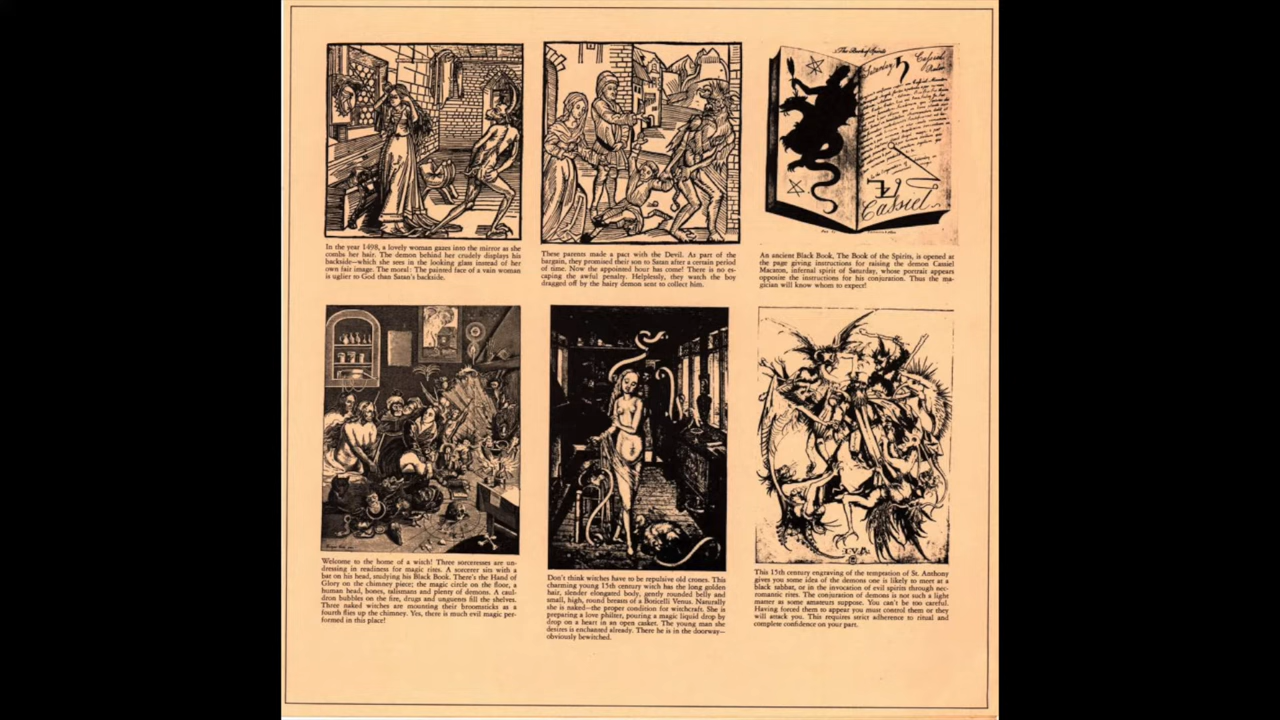 In the year 1498, a lovely woman gazes into the mirror as she
combs her hair. The demon behind her crudely displays his
backside—which she sees in the looking glass instead of her
own fair image. The moral: The painted face of a vain woman
is uglier to God than Satan's backside.
These parents made a pact with the Devil. As part of the
bargain, they promised their son to Satan after a certain period
of time. Now the appointed hour has come! There is no es-
caping the awful penalty. Helplessly, they watch the boy
dragged off by the hairy demon sent to collect him.
The Book of Spirits
Saturday
Cassiel
Cassiel
An ancient Black Book, The Book of the Spirits, is opened at
the page giving instructions for raising the demon Cassiel
Macaton, infernal spirit of Saturday, whose portrait appears
opposite the instructions for his conjuration. Thus the ma-
gician will know whom to expect!
Welcome to the home of a witch! Three sorceresses are un-
dressing in readiness for magic rites. A sorcerer sits with a
bat on his head, studying his Black Book. There's the Hand of
Glory on the chimney piece; the magic circle on the floor, a
human head, bones, talismans and plenty of demons. A caul-
dron bubbles on the fire, drugs and unguents fill the shelves.
Three naked witches are mounting their broomsticks as a
fourth flies up the chimney. Yes, there is much evil magic per-
formed in this place!
Don't think witches have to be repulsive old crones. This
charming young 15th century witch has the long golden
hair, slender elongated body, gently rounded belly and
small, high, round breasts of a Boticelli Venus. Naturally
she is naked—the proper condition for witchcraft. She is
preparing a love philter, pouring a magic liquid drop by
drop on a heart in an open casket. The young man she
desires is enchanted already. There he is in the doorway—
obviously bewitched.
This 15th century engraving of the temptation of St. Anthony
gives you some idea of the demons one is likely to meet at a
black sabbat, or in the invocation of evil spirits through nec-
romantic rites. The conjuration of demons is not such a light
matter as some amateurs suppose. You can't be too careful.
Having forced them to appear you must control them or they
will attack you. This requires strict adherence to ritual and
complete confidence on your part.